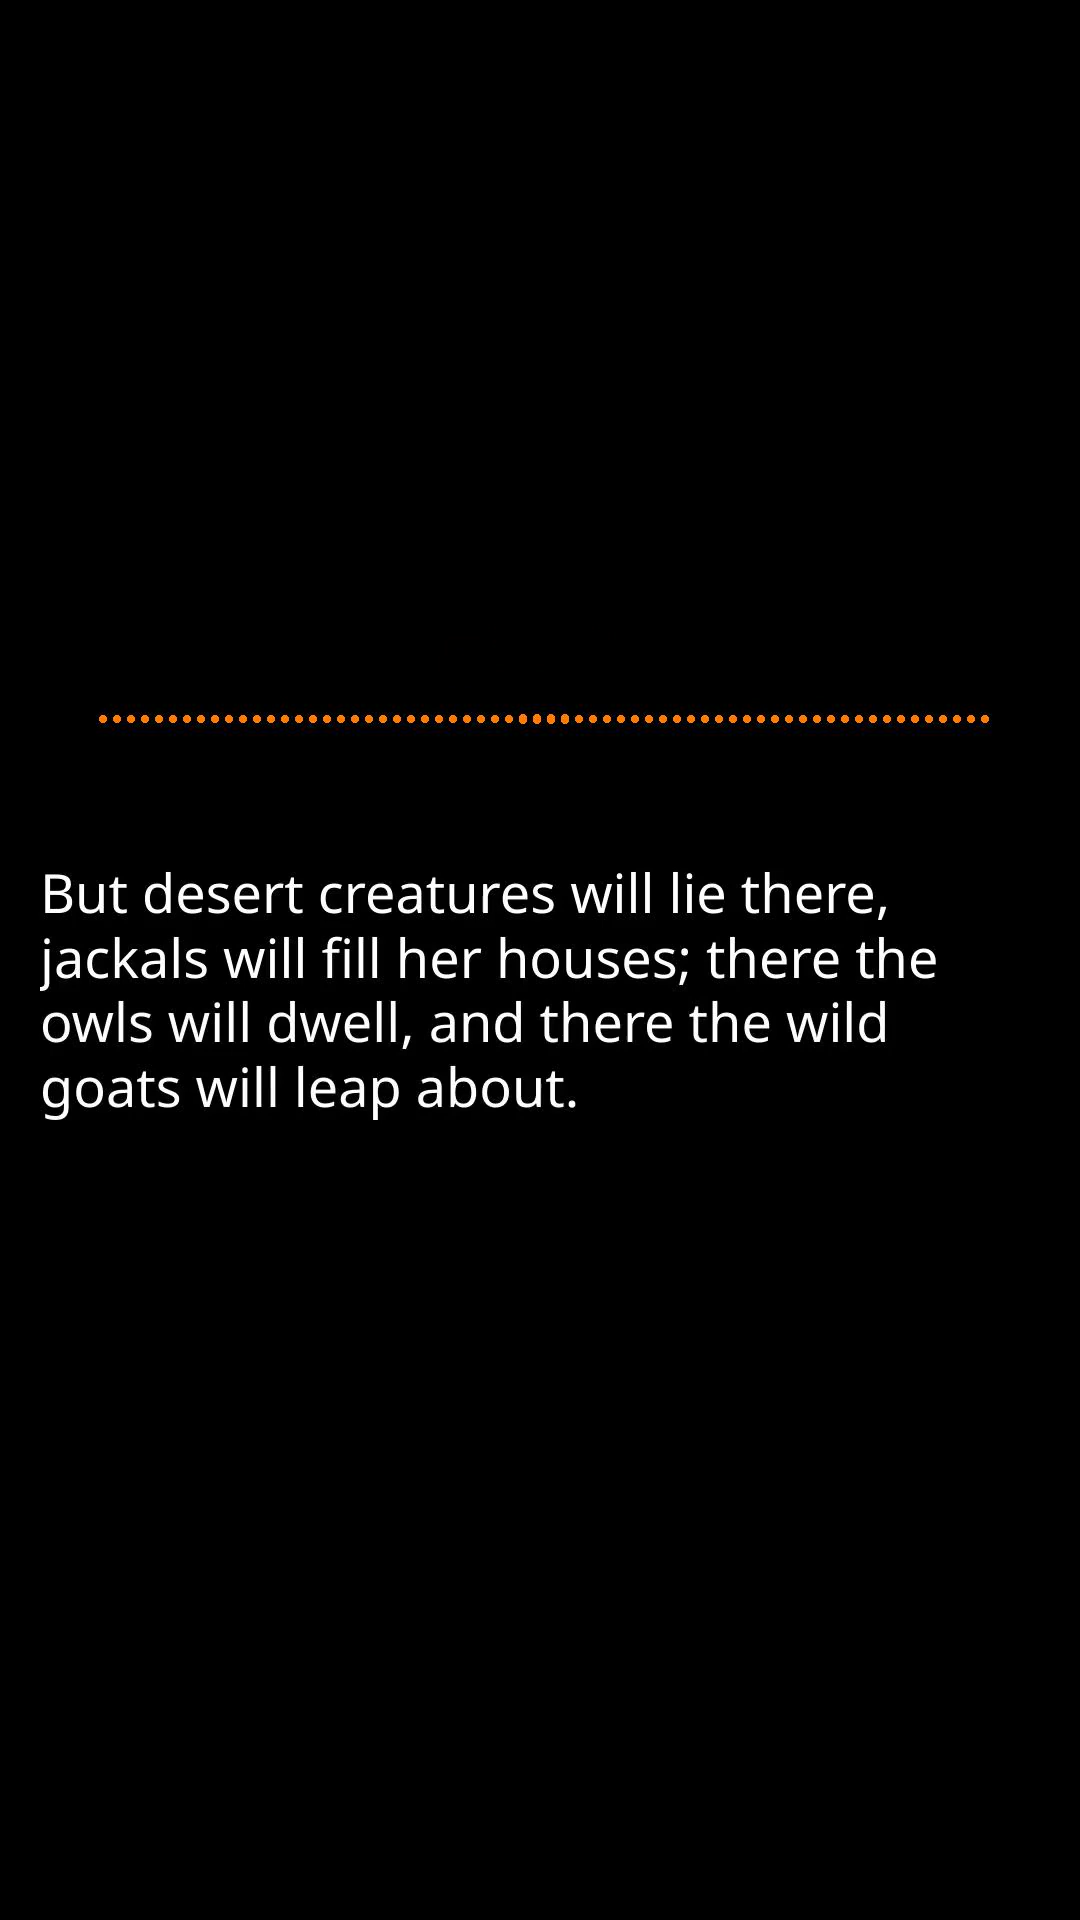 But desert creatures will lie there,
jackals will fill her houses; there the
owls will dwell, and there the wild
goats will leap about.